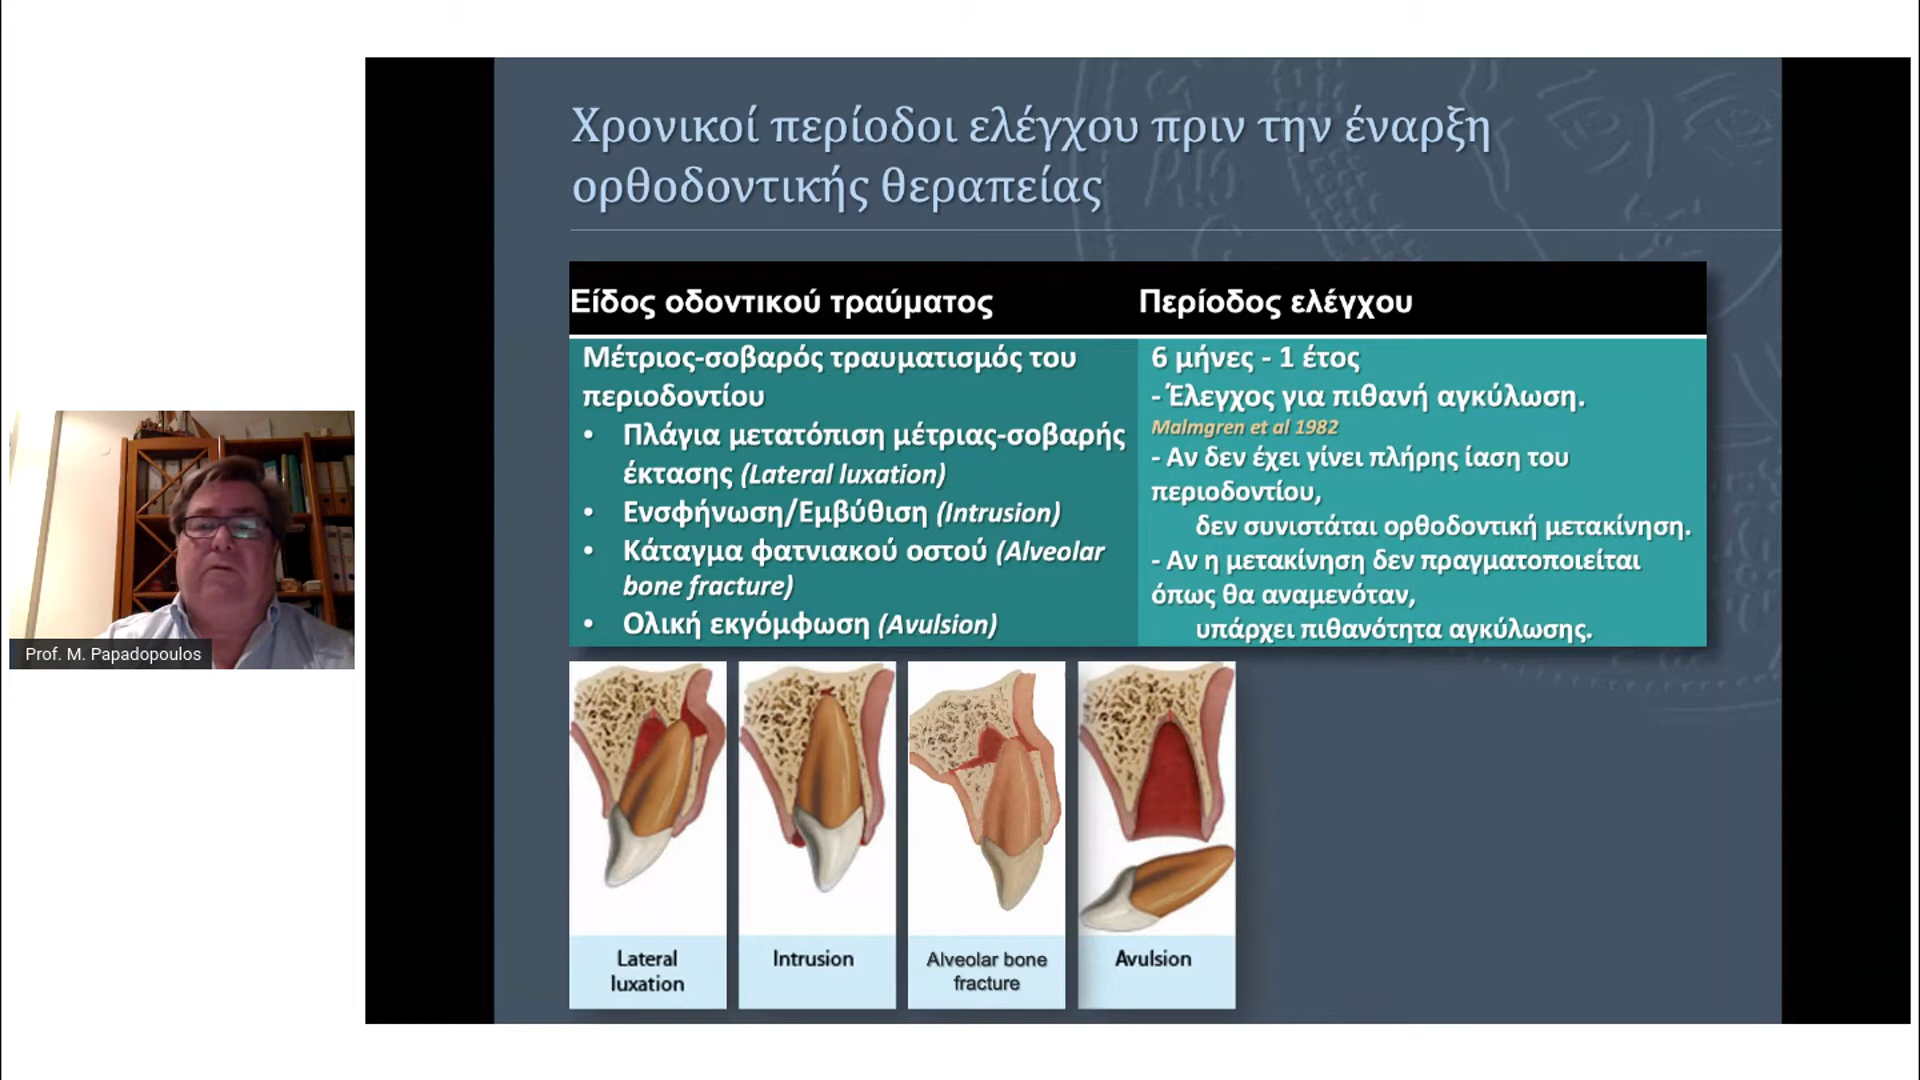 Χρονικοί περίοδοι ελέγχου πριν την έναρξη
ορθοδοντικής θεραπείας
Είδος οδοντικού τραύματος
Περίοδος ελέγχου
Μέτριος-σοβαρός τραυματισμός του
περιοδοντίου
• Πλάγια μετατόπιση μέτριας-σοβαρής
έκτασης (Lateral luxation)
• Ενσφήνωση/Εμβύθιση (Intrusion)
• Κάταγμα φατνιακού οστού (Alveolar
bone fracture)
• Ολική εκγόμφωση (Avulsion)
6 μήνες - 1 έτος
- Έλεγχος για πιθανή αγκύλωση.
Malmgren et al 1982
- Αν δεν έχει γίνει πλήρης ίαση του
περιοδοντίου,
δεν συνιστάται ορθοδοντική μετακίνηση.
- Αν η μετακίνηση δεν πραγματοποιείται
όπως θα αναμενόταν,
υπάρχει πιθανότητα αγκύλωσης.
Prof. M. Papadopoulos
Lateral
luxation
Intrusion
Alveolar bone
fracture
Avulsion